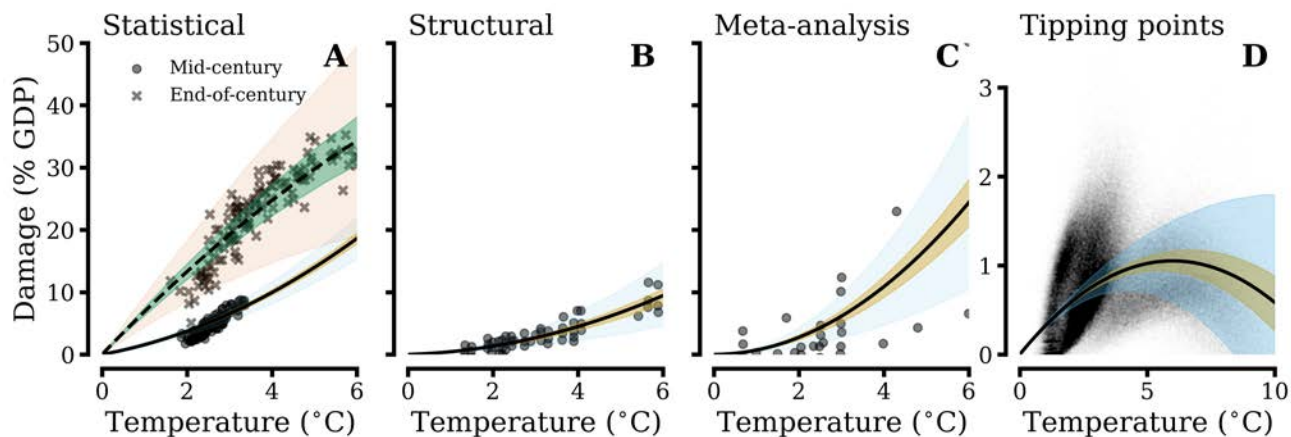 Statistical
Structural
Meta-analysis
Tipping points
A
B
C
D
Mid-century
End-of-century
Damage (% GDP)
50
40
30
20
10
0
3
2
1
0
0 2 4 6
0 2 4 6
0 2 4 6
0 5 10
Temperature (°C)
Temperature (°C)
Temperature (°C)
Temperature (°C)